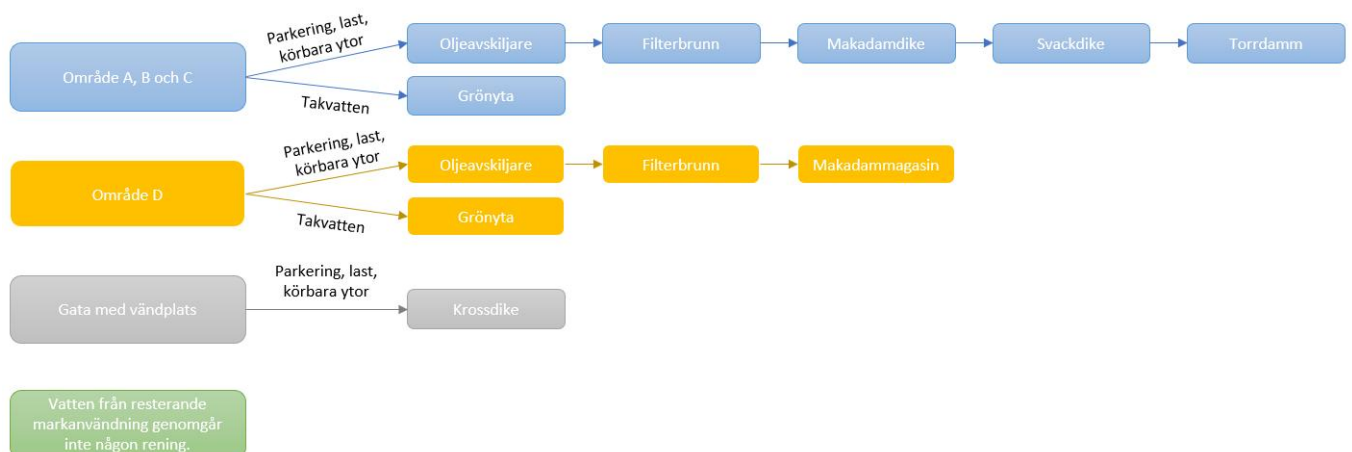 Parkering, last,
körbara ytor
Område A, B och C
Oljeavskiljare
Filterbrunn
Makadamdike
Svackdike
Torrdamm
Takvatten
Grönyta
Parkering, last,
körbara ytor
Område D
Oljeavskiljare
Filterbrunn
Makadammagasin
Takvatten
Grönyta
Parkering, last,
körbara ytor
Gata med vändplats
Krossdike
Vatten från resterande
markanvändning genomgår
inte någon rening.